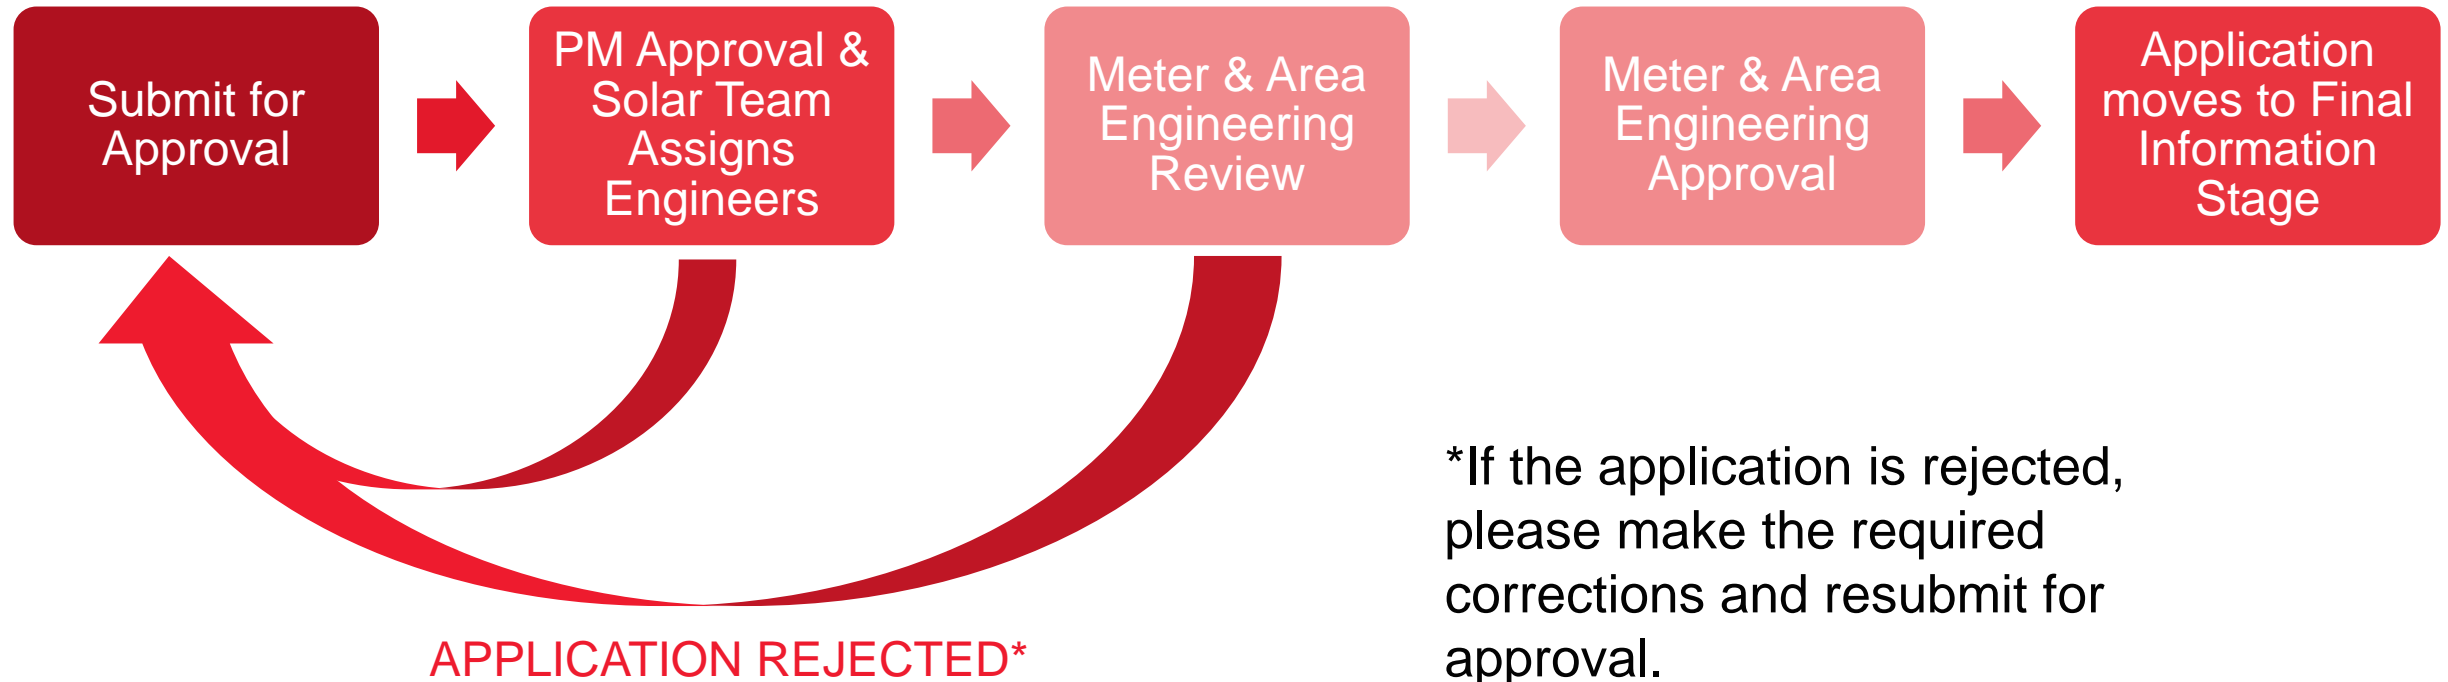 Submit for
Approval
PM Approval &
Solar Team
Assigns
Engineers
Meter & Area
Engineering
Review
Meter & Area
Engineering
Approval
Application
moves to Final
Information
Stage
*If the application is rejected,
please make the required
corrections and resubmit for
approval.
APPLICATION REJECTED*